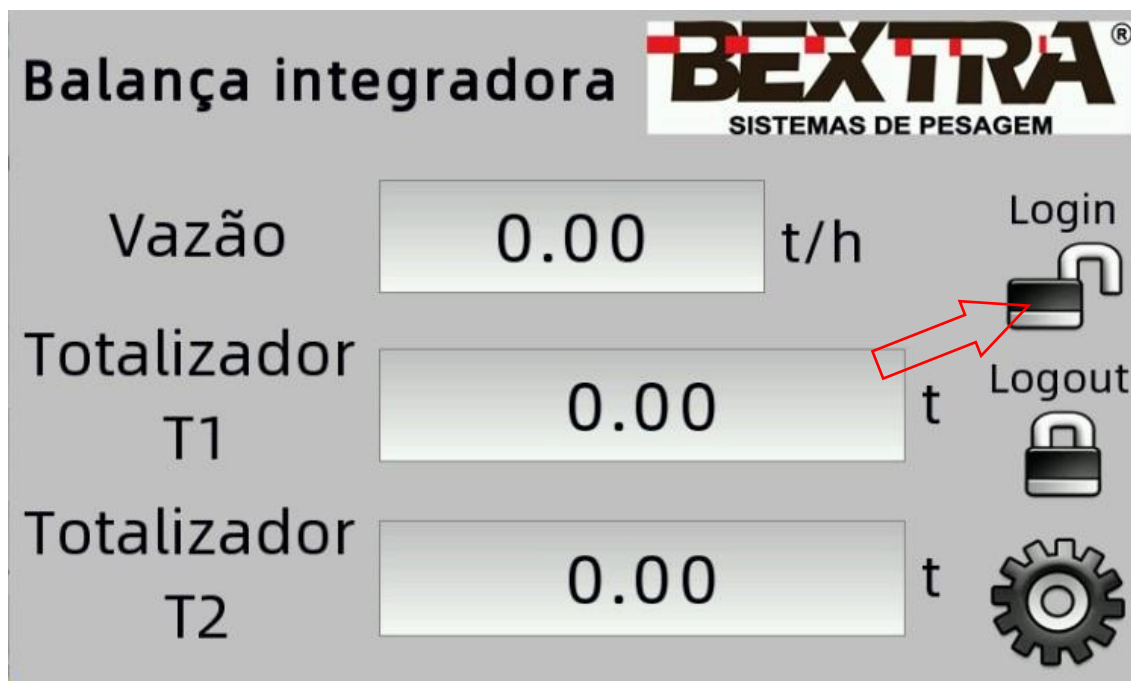 Balança integradora
BEXTRA®
SISTEMAS DE PESAGEM
Vazão
0.00
t/h
Login
Totalizador
T1
0.00
t
Logout
Totalizador
T2
0.00
t